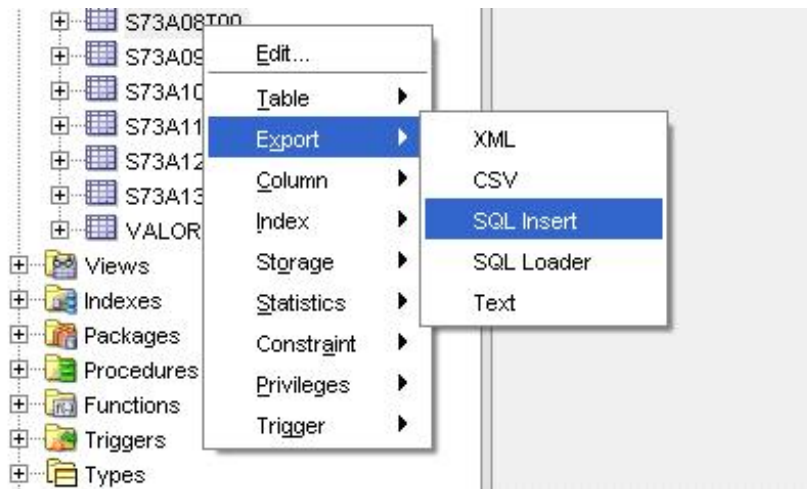 S73A08T00
S73A09
S73A10
S73A11
S73A12
S73A13
VALOR
Views
Indexes
Packages
Procedures
Functions
Triggers
Types
Edit...
Table
Export
Column
Index
Storage
Statistics
Constraint
Privileges
Trigger
XML
CSV
SQL Insert
SQL Loader
Text